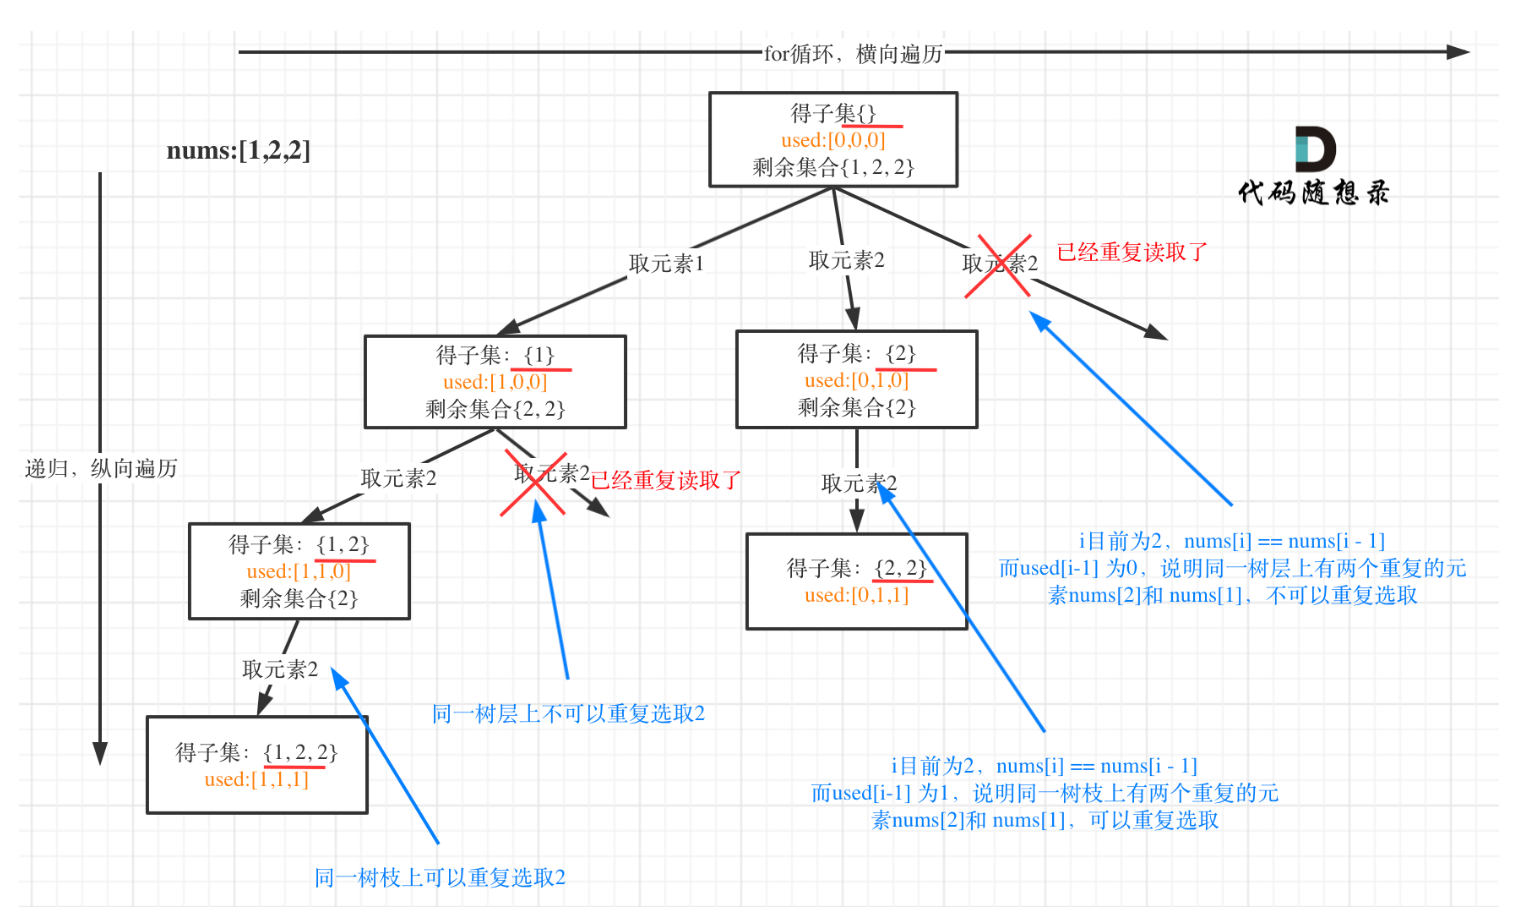 for循环，横向遍历
得子集{}
used:[0,0,0]
剩余集合{1, 2, 2}
nums:[1,2,2]
代码随想录
取元素1
取元素2
取元素2
已经重复读取了
得子集：{1}
used:[1,0,0]
剩余集合{2, 2}
得子集：{2}
used:[0,1,0]
剩余集合{2}
递归，纵向遍历
取元素2
取元素2
已经重复读取了
取元素2
得子集：{1, 2}
used:[1,1,0]
剩余集合{2}
得子集：{2, 2}
used:[0,1,1]
i目前为2，nums[i] == nums[i - 1]
而used[i-1] 为0，说明同一树层上有两个重复的元
素nums[2]和 nums[1]，不可以重复选取
取元素2
同一树层上不可以重复选取2
得子集：{1, 2, 2}
used:[1,1,1]
i目前为2，nums[i] == nums[i - 1]
而used[i-1] 为1，说明同一树枝上有两个重复的元
素nums[2]和 nums[1]，可以重复选取
同一树枝上可以重复选取2